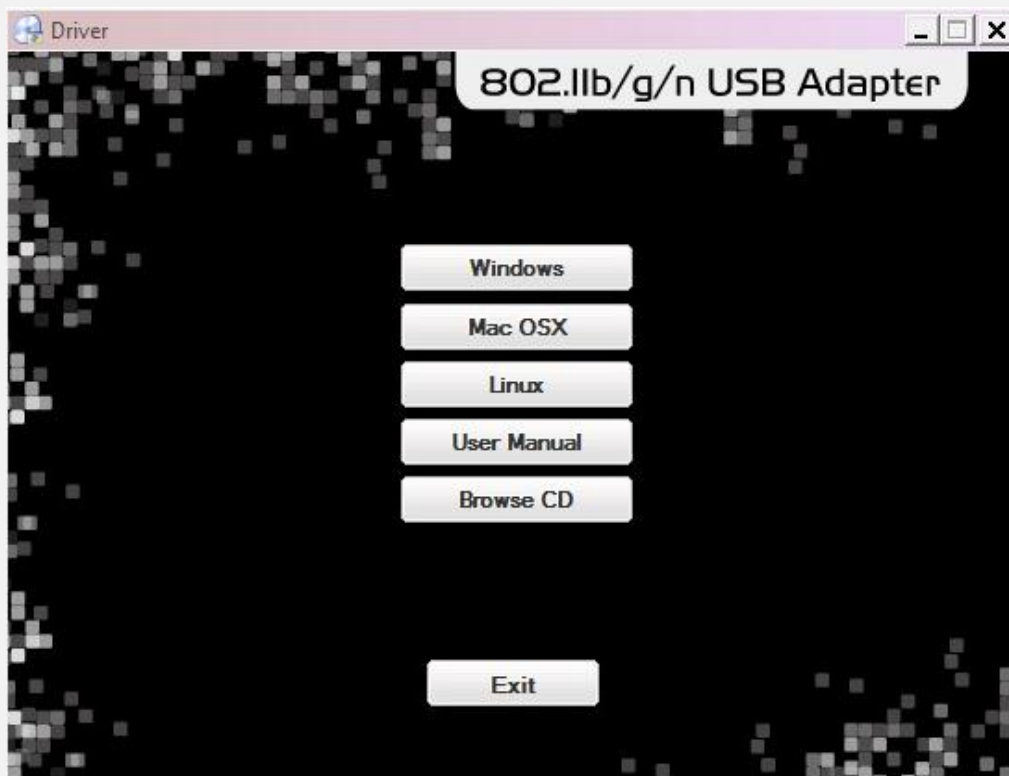 Driver
802.11b/g/n USB Adapter
Windows
Mac OSX
Linux
User Manual
Browse CD
Exit